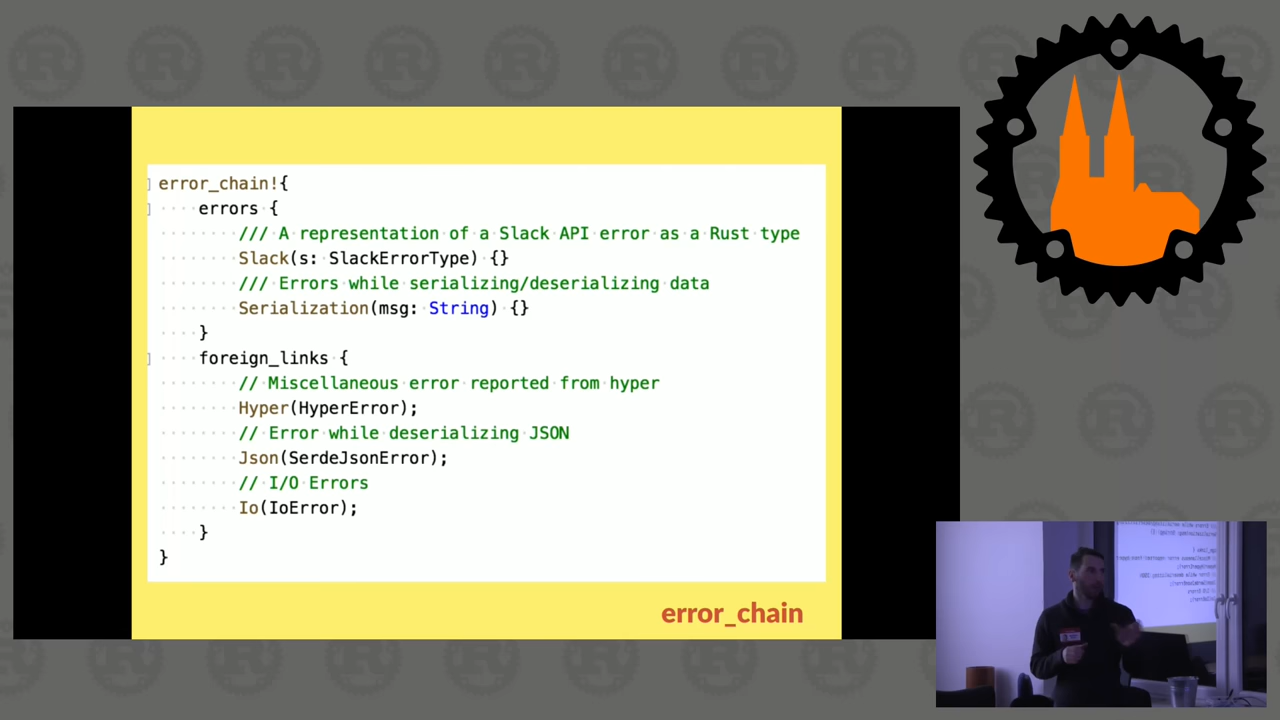 error_chain!{
errors {
/// A representation of a Slack API error as a Rust type
Slack(s: SlackErrorType) {}
/// Errors while serializing/deserializing data
Serialization(msg: String) {}
}
foreign_links {
// Miscellaneous error reported from hyper
Hyper(HyperError);
// Error while deserializing JSON
Json(SerdeJsonError);
// I/O Errors
Io(IoError);
}
}
error_chain